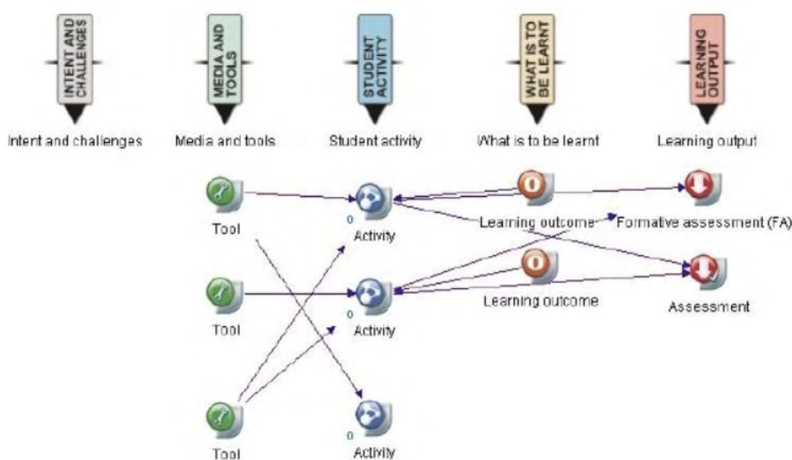 INTENT AND
CHALLENGES
MEDIA AND
TOOLS
STUDENT
ACTIVITY
WHAT IS TO
BE LEARNT
LEARNING
OUTPUT
Intent and challenges
Media and tools
Student activity
What is to be learnt
Learning output
Tool
0
Activity
Learning outcome
Formative assessment (FA)
Tool
0
Activity
Learning outcome
Assessment
Tool
0
Activity